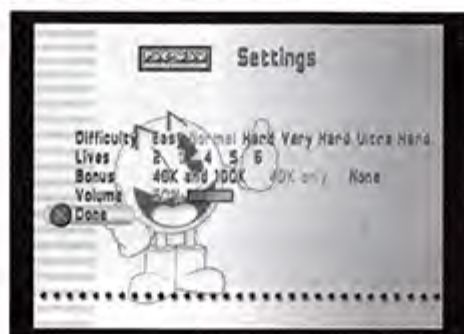 Settings
Difficulty Easy Normal Hard Very Hard Ultra Hard
Lives 2 3 4 5 6
Bonus 40K and 100K 40K only None
Volume 50%
Done